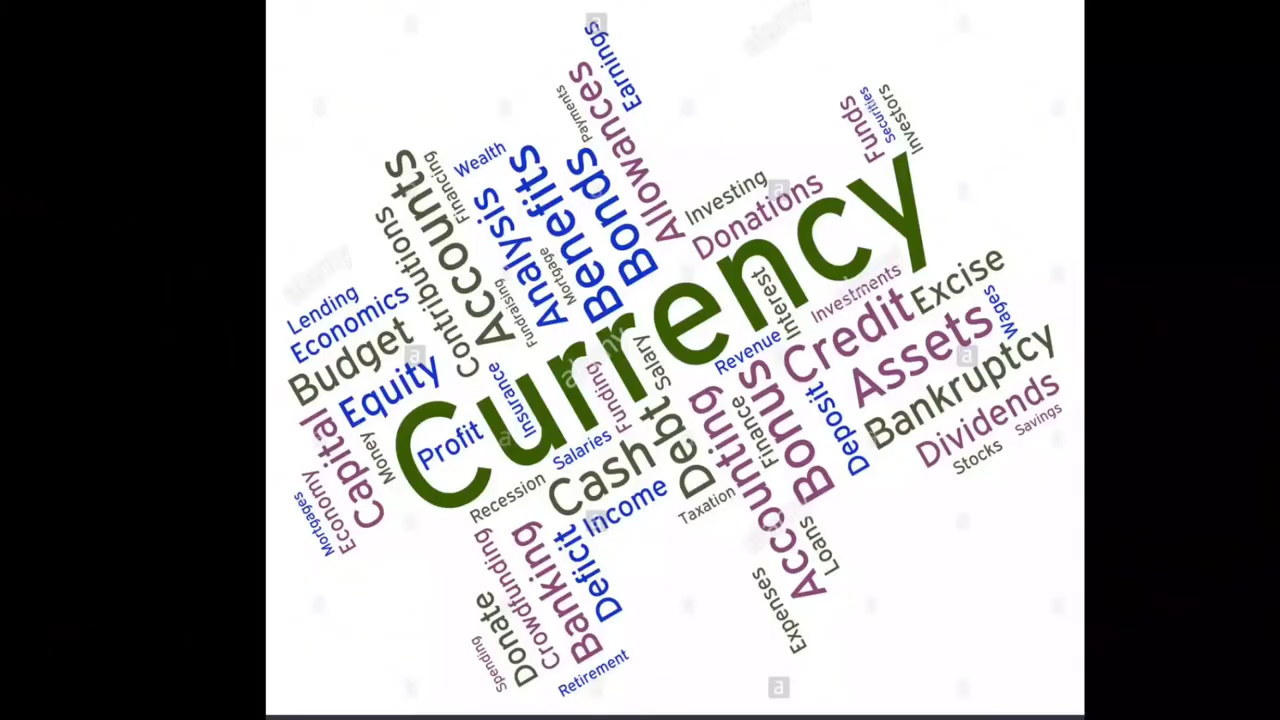 Earnings
Payments
Allowances
Funds
Securities
Investors
Accounts
Financing
Wealth
Benefits
Bonds
Investing
Donations
Contributions
Analysis
Mortgage
Fundraising
Currency
Lending
Economics
Budget
Equity
Interest
Investments
Excise
Credit
Wages
Assets
Bankruptcy
Dividends
Savings
Stocks
Revenue
Salary
Funding
Insurance
Profit
Salaries
Capital
Money
Economy
Mortgages
Recession
Cash
Debt
Income
Accounting
Finance
Bonus
Deposit
Taxation
Loans
Expenses
Crowdfunding
Banking
Deficit
Donate
Spending
Retirement
a
a
a
a
a
a
a
alamy
alamy